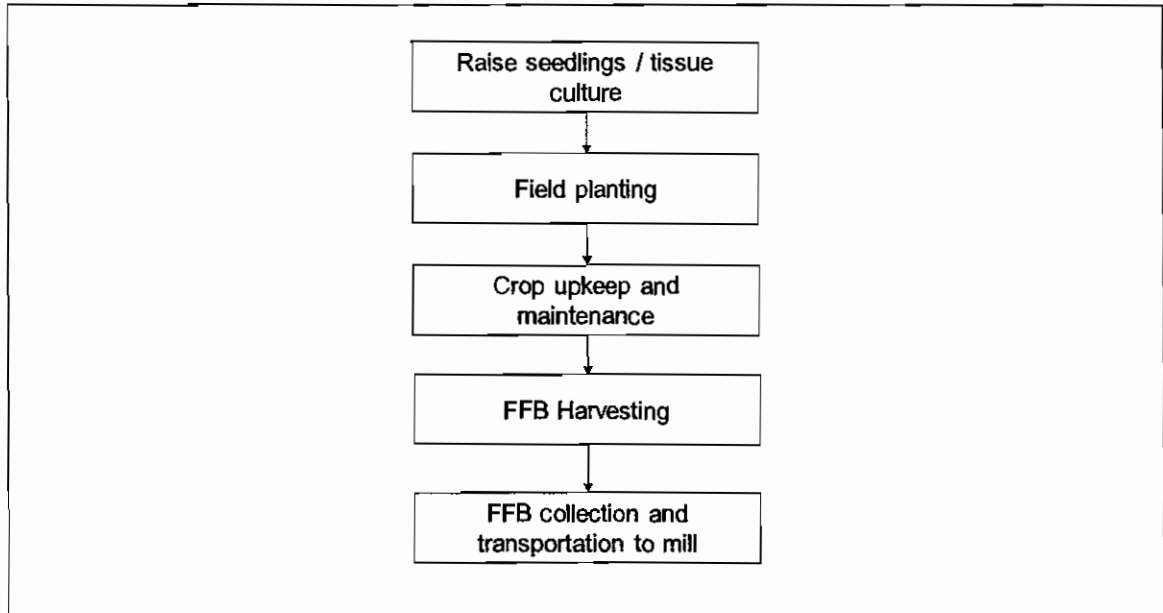 Raise seedlings / tissue
culture
Field planting
Crop upkeep and
maintenance
FFB Harvesting
FFB collection and
transportation to mill